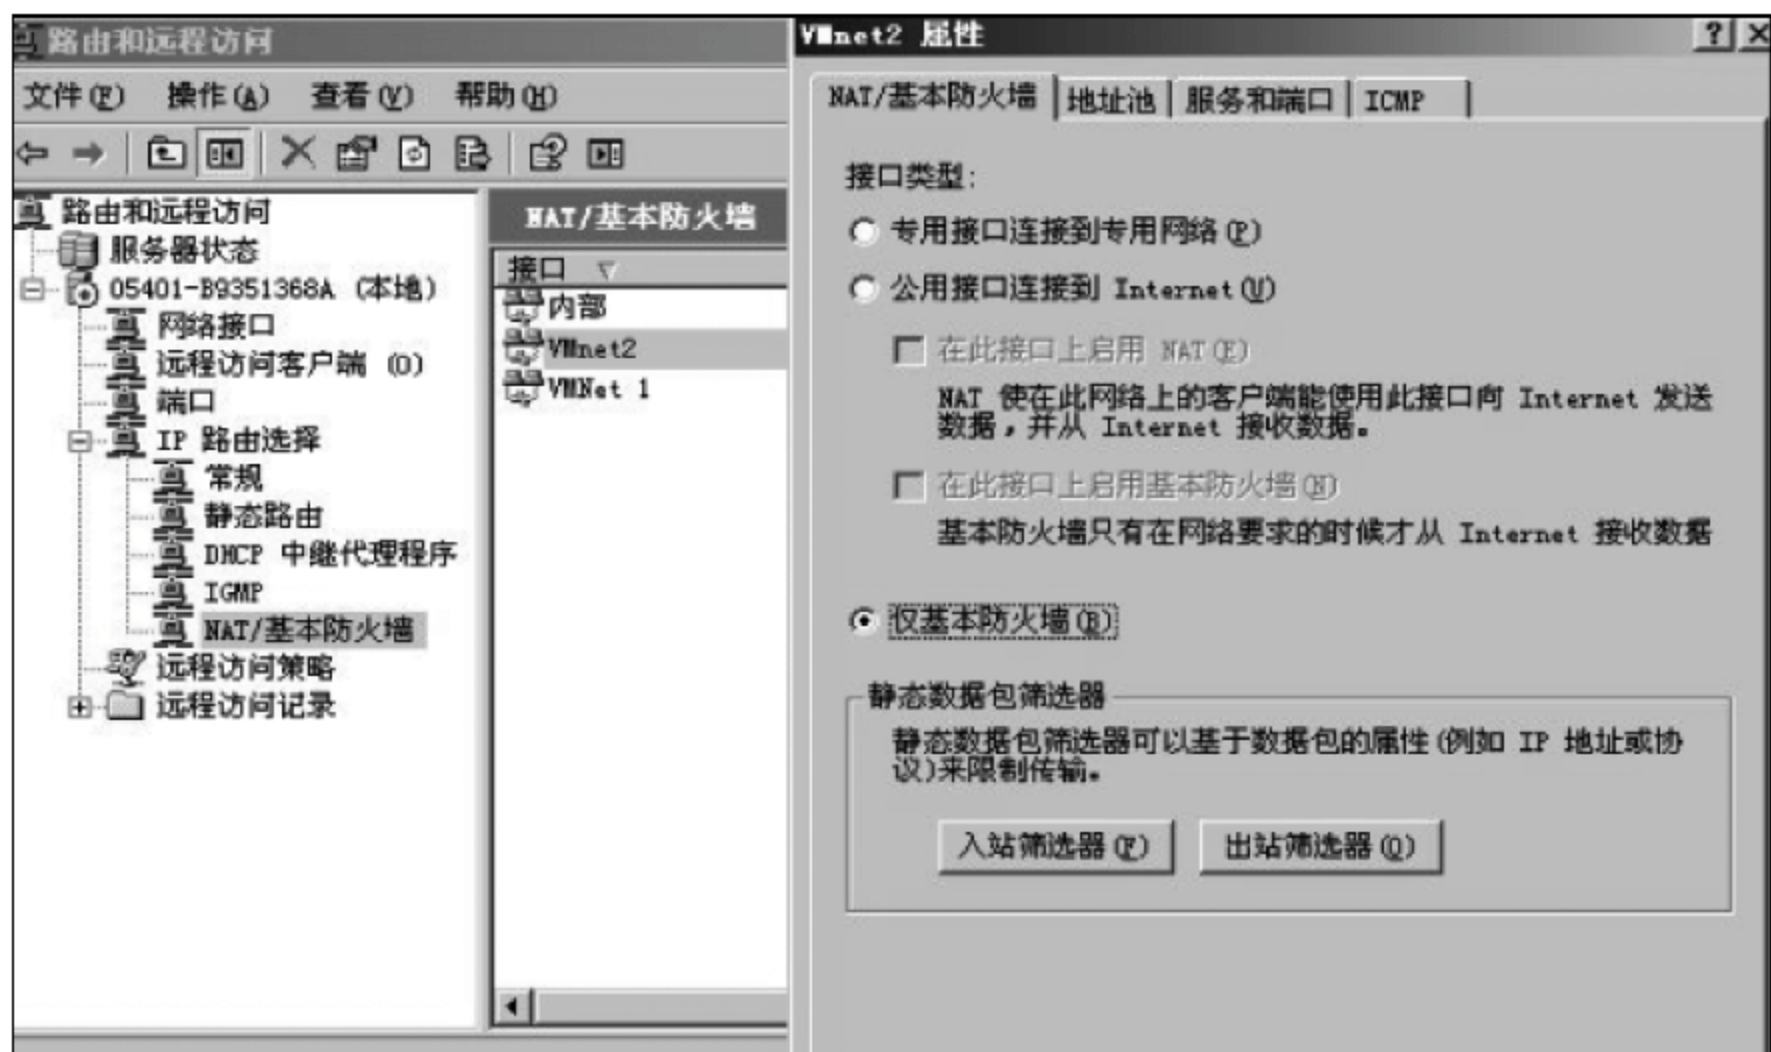 路由和远程访问
文件(F) 操作(A) 查看(V) 帮助(H)
路由和远程访问
服务器状态
05401-B9351368A (本地)
网络接口
远程访问客户端 (0)
端口
IP 路由选择
常规
静态路由
DHCP 中继代理程序
IGMP
NAT/基本防火墙
远程访问策略
远程访问记录
NAT/基本防火墙
接口
内部
VMnet2
VMNet 1
VMnet2 属性
NAT/基本防火墙 地址池 服务和端口 ICMP
接口类型:
专用接口连接到专用网络(P)
公用接口连接到 Internet(U)
在此接口上启用 NAT(E)
NAT 使在此网络上的客户端能使用此接口向 Internet 发送
数据，并从 Internet 接收数据。
在此接口上启用基本防火墙(N)
基本防火墙只有在网络要求的时候才从 Internet 接收数据
仅基本防火墙(B)
静态数据包筛选器
静态数据包筛选器可以基于数据包的属性(例如 IP 地址或协
议)来限制传输。
入站筛选器(F) 出站筛选器(O)